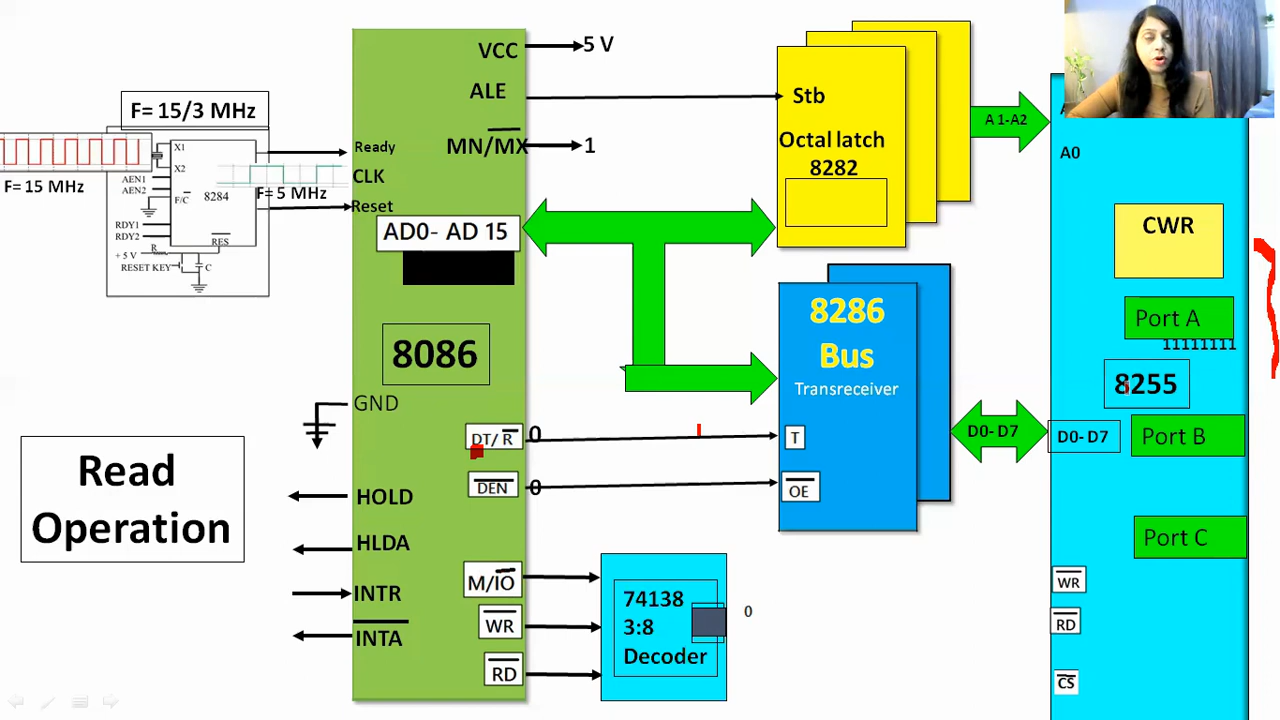 F= 15/3 MHz
X1
X2
AEN1
AEN2
F/C
8284
RDY1
RDY2
RES
R
+ 5 V
RESET KEY
C
F= 15 MHz
F= 5 MHz
Read
Operation
VCC
5 V
ALE
MN/MX
1
Ready
CLK
Reset
AD0- AD 15
8086
GND
DT/ R
0
DEN
0
HOLD
HLDA
INTR
INTA
M/IO
WR
RD
Stb
Octal latch
8282
8286
Bus
Transreceiver
T
OE
74138
3:8
Decoder
0
A 1-A2
D0- D7
A0
CWR
Port A
11111111
8255
D0- D7
Port B
Port C
WR
RD
CS